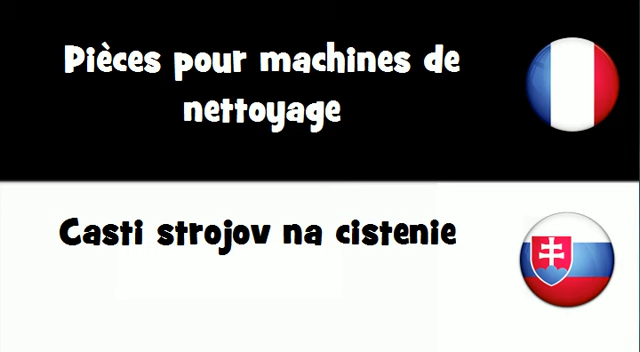 Pièces pour machines de
nettoyage
Casti strojov na cistenie